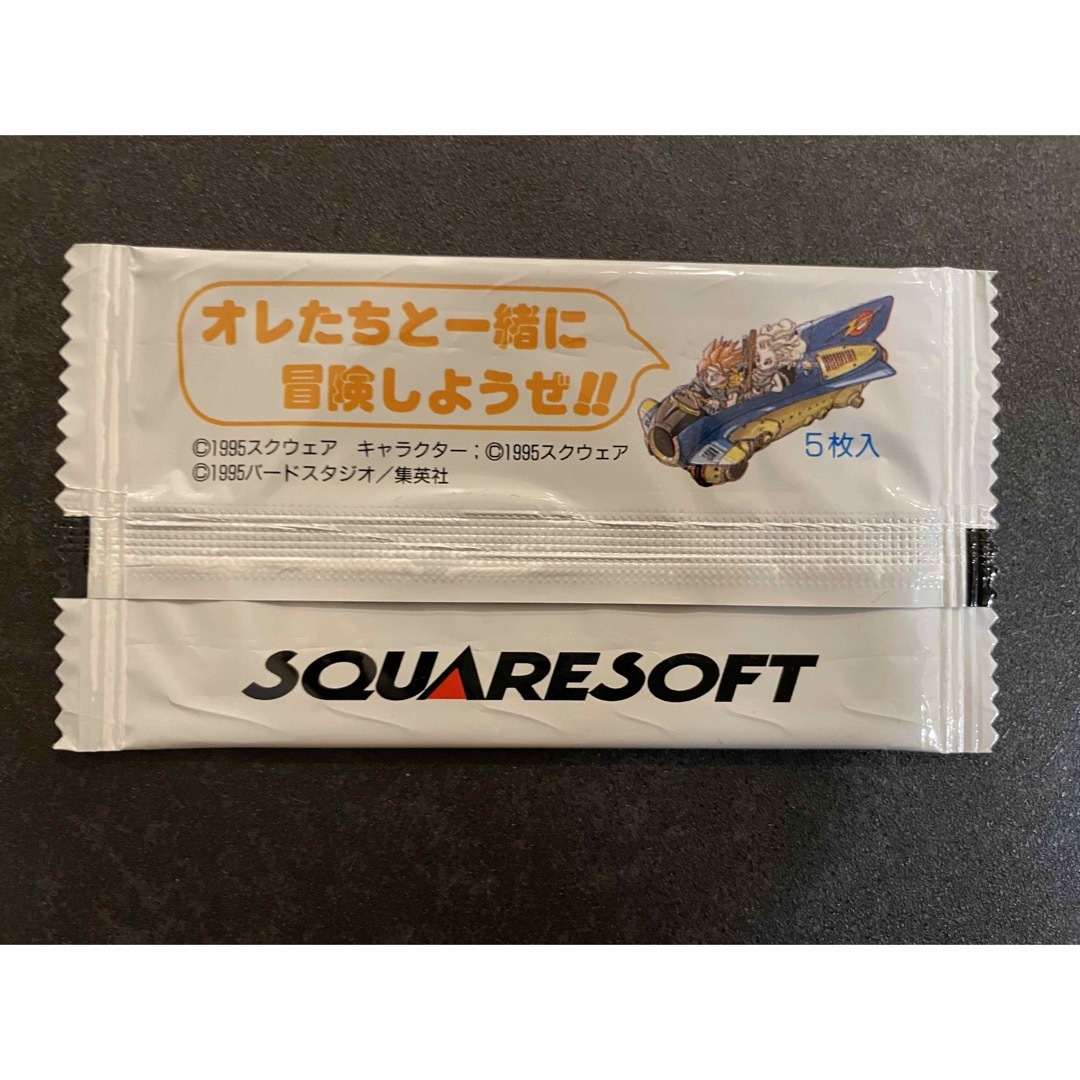 オレたちと一緒に
冒険しようぜ!!
©1995スクウェア キャラクター：©1995スクウェア
©1995バードスタジオ／集英社
5枚入
SQUARESOFT